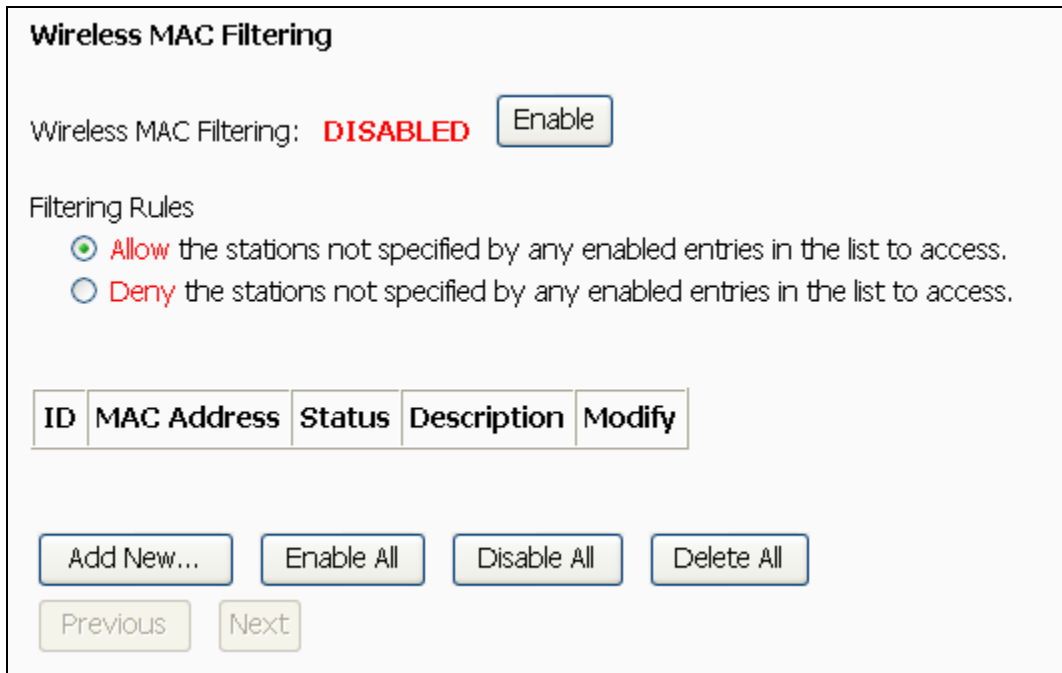 Wireless MAC Filtering
Wireless MAC Filtering: DISABLED Enable
Filtering Rules
Allow the stations not specified by any enabled entries in the list to access.
Deny the stations not specified by any enabled entries in the list to access.
ID MAC Address Status Description Modify
Add New... Enable All Disable All Delete All
Previous Next